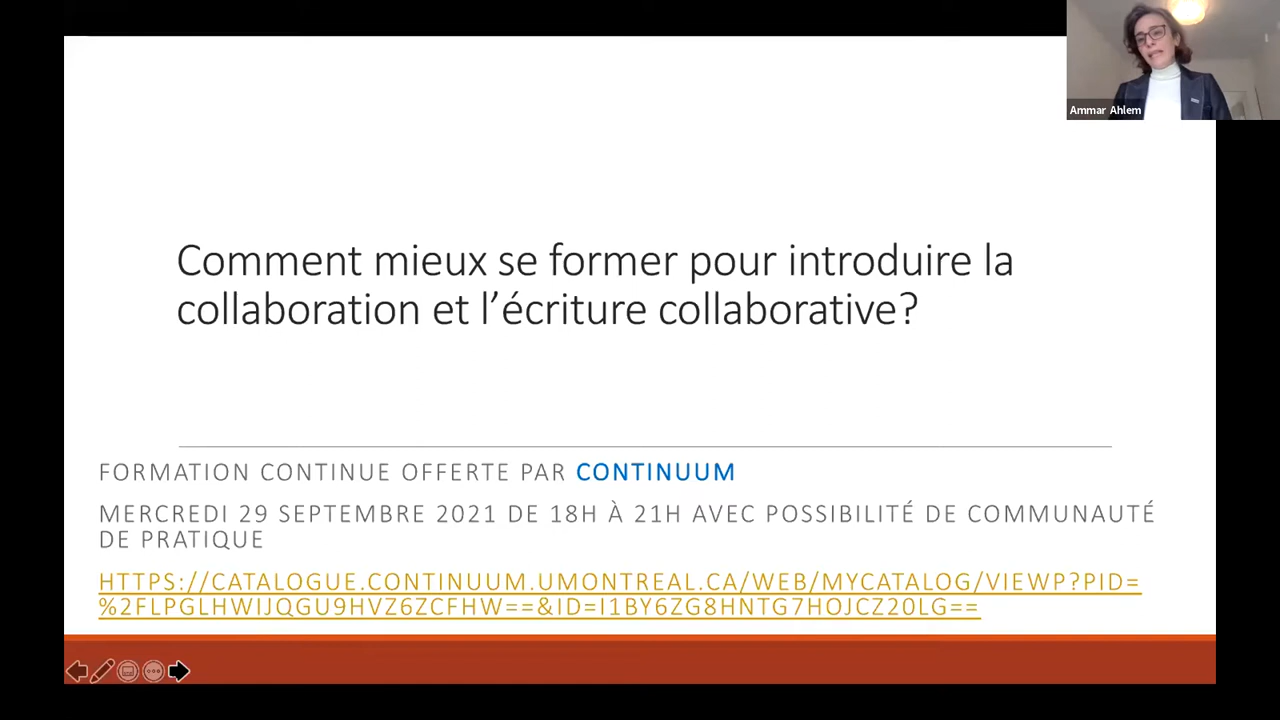 Ammar Ahlem
Comment mieux se former pour introduire la
collaboration et l’écriture collaborative?
FORMATION CONTINUE OFFERTE PAR CONTINUUM
MERCREDI 29 SEPTEMBRE 2021 DE 18H À 21H AVEC POSSIBILITÉ DE COMMUNAUTÉ
DE PRATIQUE
HTTPS://CATALOGUE.CONTINUUM.UMONTREAL.CA/WEB/MYCATALOG/VIEWP?PID=
%2FLPGLHWIJQGU9HVZ6ZCFHW==&ID=I1BY6ZG8HNTG7HOJCZ20LG==